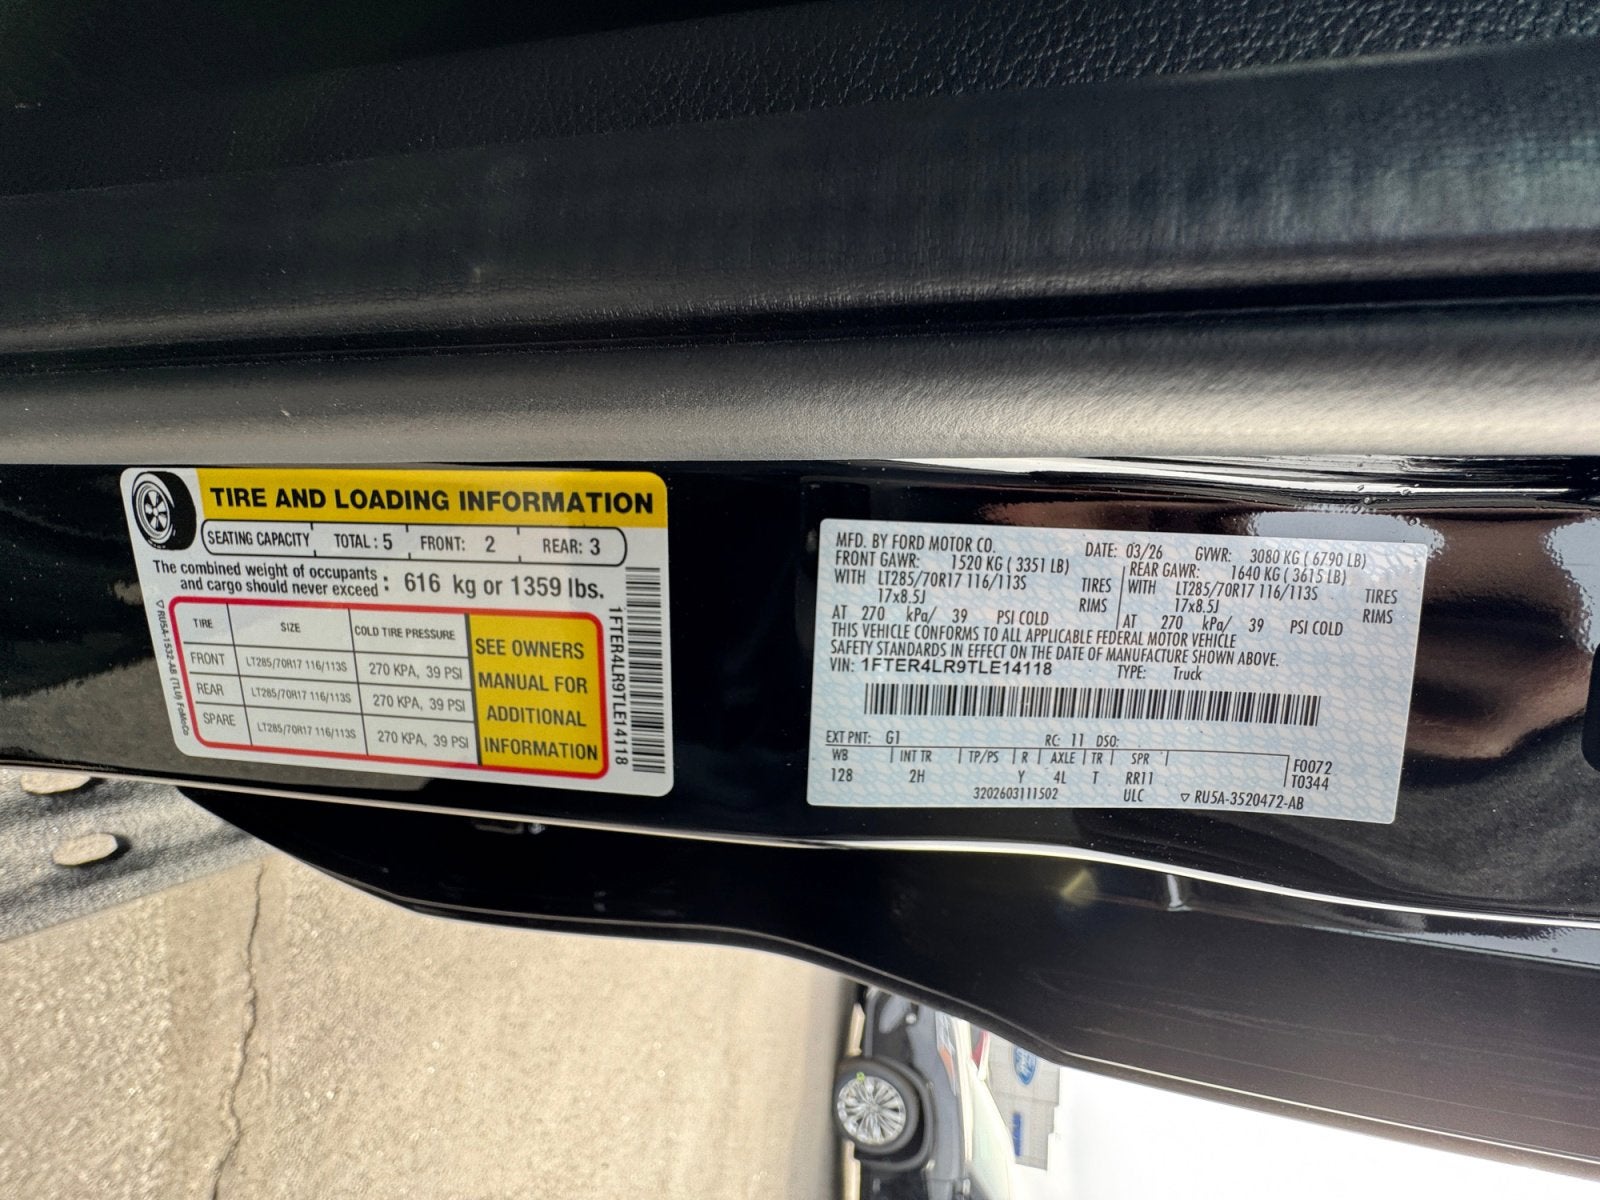 TIRE AND LOADING INFORMATION
SEATING CAPACITY TOTAL: 5 FRONT: 2 REAR: 3
The combined weight of occupants
and cargo should never exceed : 616 kg or 1359 lbs.
TIRE SIZE COLD TIRE PRESSURE
FRONT LT285/70R17 116/113S 270 KPA, 39 PSI
REAR LT285/70R17 116/113S 270 KPA, 39 PSI
SPARE LT285/70R17 116/113S 270 KPA, 39 PSI
SEE OWNERS
MANUAL FOR
ADDITIONAL
INFORMATION
▽ RU5A-1532-AB (TLI) FoMoCo
1FTER4LR9TLE14118
MFD. BY FORD MOTOR CO. DATE: 03/26 GVWR: 3080 KG ( 6790 LB)
FRONT GAWR: 1520 KG ( 3351 LB) REAR GAWR: 1640 KG ( 3615 LB)
WITH LT285/70R17 116/113S TIRES WITH LT285/70R17 116/113S TIRES
17x8.5J RIMS 17x8.5J RIMS
AT 270 kPa/ 39 PSI COLD AT 270 kPa/ 39 PSI COLD
THIS VEHICLE CONFORMS TO ALL APPLICABLE FEDERAL MOTOR VEHICLE
SAFETY STANDARDS IN EFFECT ON THE DATE OF MANUFACTURE SHOWN ABOVE.
VIN: 1FTER4LR9TLE14118 TYPE: Truck
EXT PNT: G1 RC: 11 DSO:
WB INT TR TP/PS R AXLE TR SPR
128 2H Y 4L T RR11
F0072
T0344
3202603111502 ULC ▽ RU5A-3520472-AB